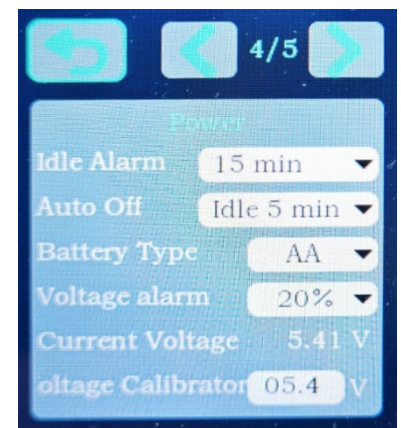 4/5
Power
Idle Alarm 15 min
Auto Off Idle 5 min
Battery Type AA
Voltage alarm 20%
Current Voltage 5.41 V
oltage Calibrator 05.4 V